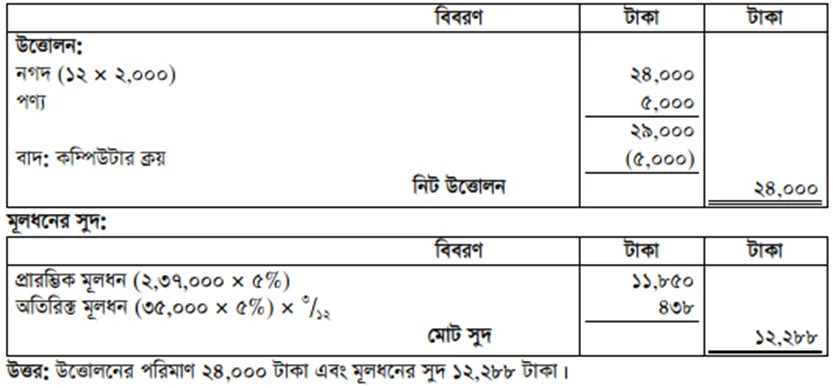 বিবরণ টাকা টাকা
উত্তোলন:
নগদ (১২ × ২,০০০) ২৪,০০০
পণ্য ৫,০০০
২৯,০০০
বাদ: কম্পিউটার ক্রয় (৫,০০০)
নিট উত্তোলন ২৪,০০০
মূলধনের সুদ:
বিবরণ টাকা টাকা
প্রারম্ভিক মূলধন (২,৩৭,০০০ × ৫%) ১১,৮৫০
অতিরিক্ত মূলধন (৩৫,০০০ × ৫%) × ৩/১২ ৪৩৮
মোট সুদ ১২,২৮৮
উত্তর: উত্তোলনের পরিমাণ ২৪,০০০ টাকা এবং মূলধনের সুদ ১২,২৮৮ টাকা।